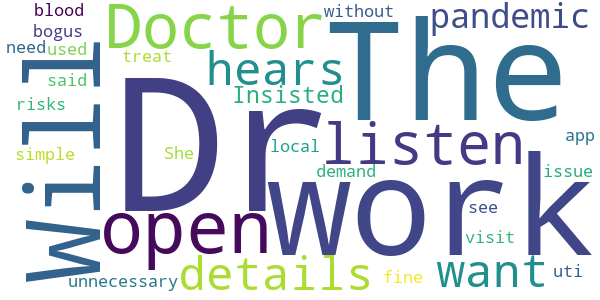 blood
bogus
need used
said
risks
simple
Will
Doctor
treat
hears
Insisted
She
Dr
local
open
details
unnecessary
without
The
pandemic
listen
demand
work
want
fine
app
issue
see
visit
uti